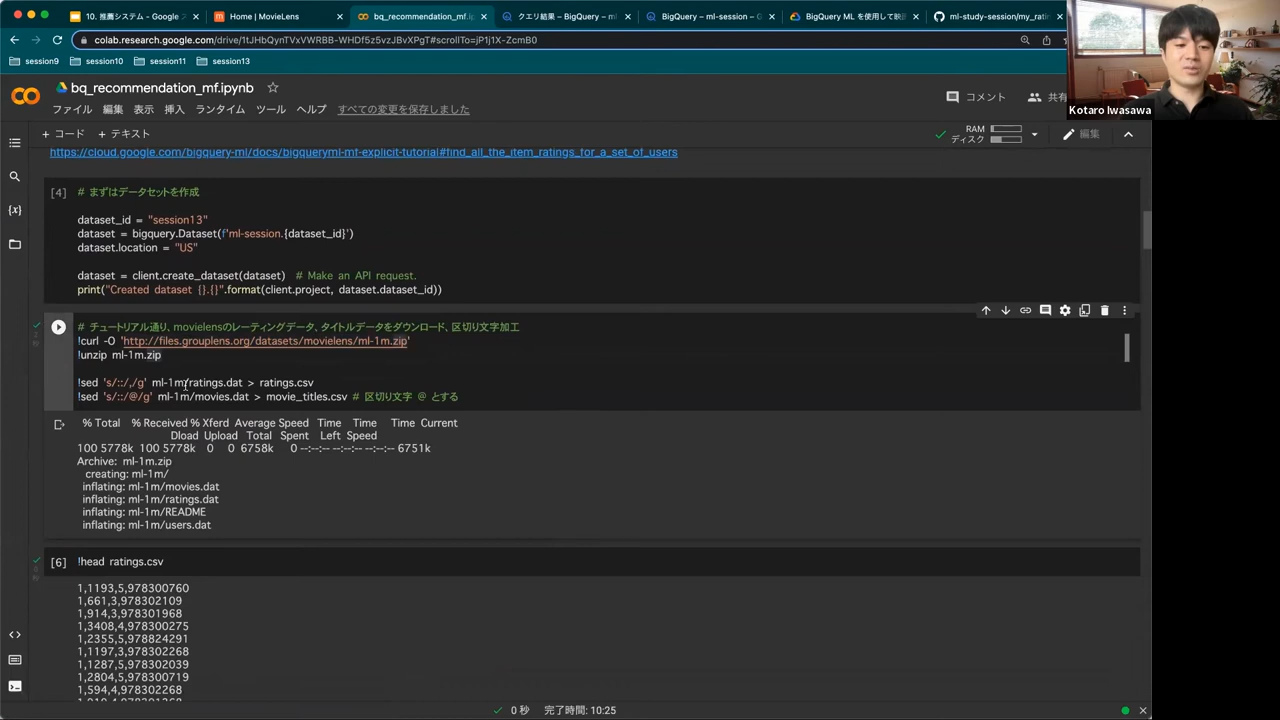 10. 推薦システム - Google ス
Home | MovieLens
bq_recommendation_mf.ipynb
クエリ結果 – BigQuery – ml-
BigQuery – ml-session – G
BigQuery ML を使用して映
ml-study-session/my_ratin
colab.research.google.com/drive/1tJHbQynTVxVWRBB-WHDf5z5vzJBvXPgT#scrollTo=jP1j1X-ZcmB0
session9
session10
session11
session13
Kotaro Iwasawa
bq_recommendation_mf.ipynb
コメント
共有
ファイル 編集 表示 挿入 ランタイム ツール ヘルプ すべての変更を保存しました
+ コード + テキスト
RAM
ディスク
編集
https://cloud.google.com/bigquery-ml/docs/bigqueryml-mf-explicit-tutorial#find_all_the_item_ratings_for_a_set_of_users
[4] # まずはデータセットを作成
dataset_id = "session13"
dataset = bigquery.Dataset(f'ml-session.{dataset_id}')
dataset.location = "US"
dataset = client.create_dataset(dataset) # Make an API request.
print("Created dataset {}.{}".format(client.project, dataset.dataset_id))
# チュートリアル通り、movielensのレーティングデータ、タイトルデータをダウンロード、区切り文字加工
!curl -O 'http://files.grouplens.org/datasets/movielens/ml-1m.zip'
!unzip ml-1m.zip
!sed 's/::/,/g' ml-1m/ratings.dat > ratings.csv
!sed 's/::/@/g' ml-1m/movies.dat > movie_titles.csv # 区切り文字 @ とする
% Total % Received % Xferd Average Speed Time Time Time Current
Dload Upload Total Spent Left Speed
100 5778k 100 5778k 0 0 6758k 0 --:--:-- --:--:-- --:--:-- 6751k
Archive: ml-1m.zip
creating: ml-1m/
inflating: ml-1m/movies.dat
inflating: ml-1m/ratings.dat
inflating: ml-1m/README
inflating: ml-1m/users.dat
[6] !head ratings.csv
1,1193,5,978300760
1,661,3,978302109
1,914,3,978301968
1,3408,4,978300275
1,2355,5,978824291
1,1197,3,978302268
1,1287,5,978302039
1,2804,5,978300719
1,594,4,978302268
0 秒 完了時間: 10:25